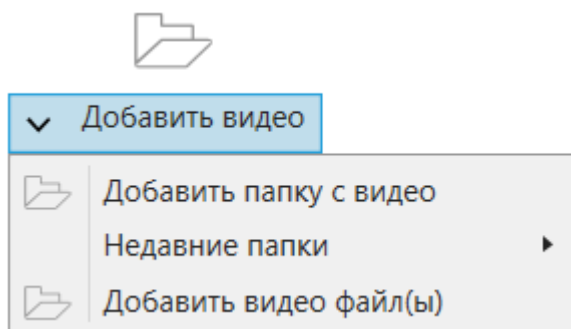 Добавить видео
Добавить папку с видео
Недавние папки
Добавить видео файл(ы)